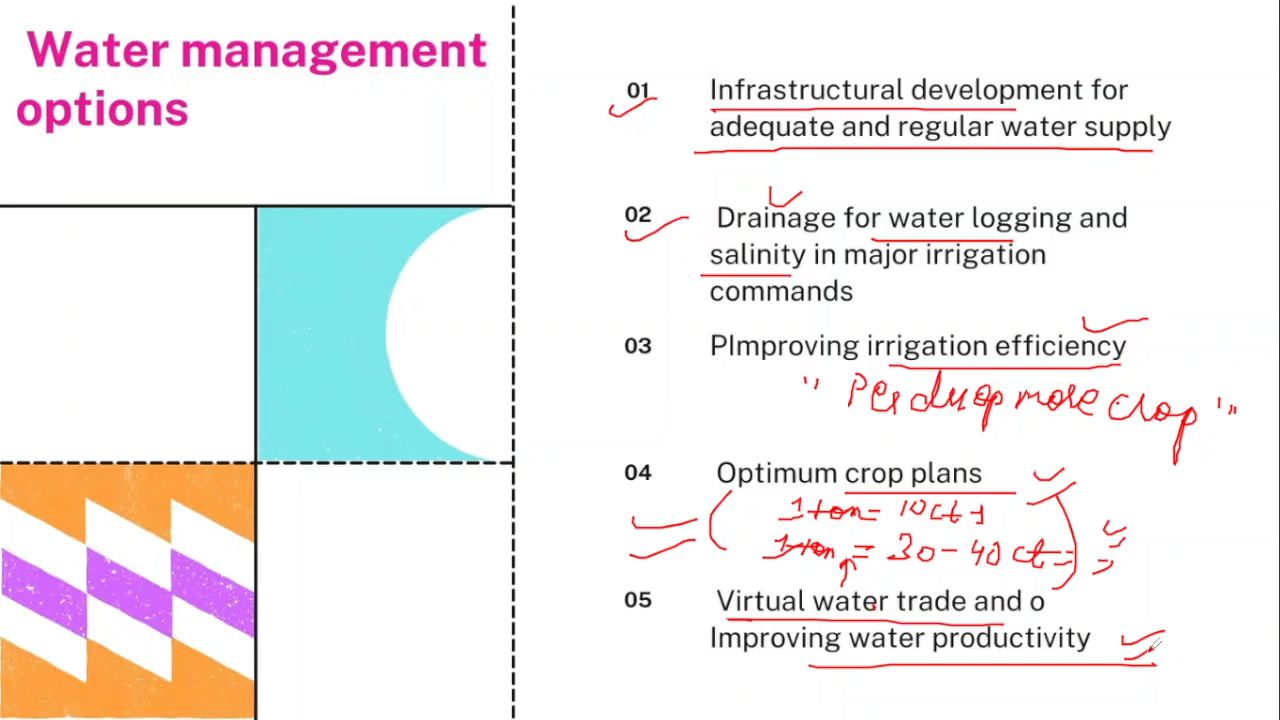 Water management
options
01 Infrastructural development for
adequate and regular water supply
02 Drainage for water logging and
salinity in major irrigation
commands
03 PImproving irrigation efficiency
" Per drop more crop "
04 Optimum crop plans
1 ton = 10
1 ton = 30-40
05 Virtual water trade and o
Improving water productivity